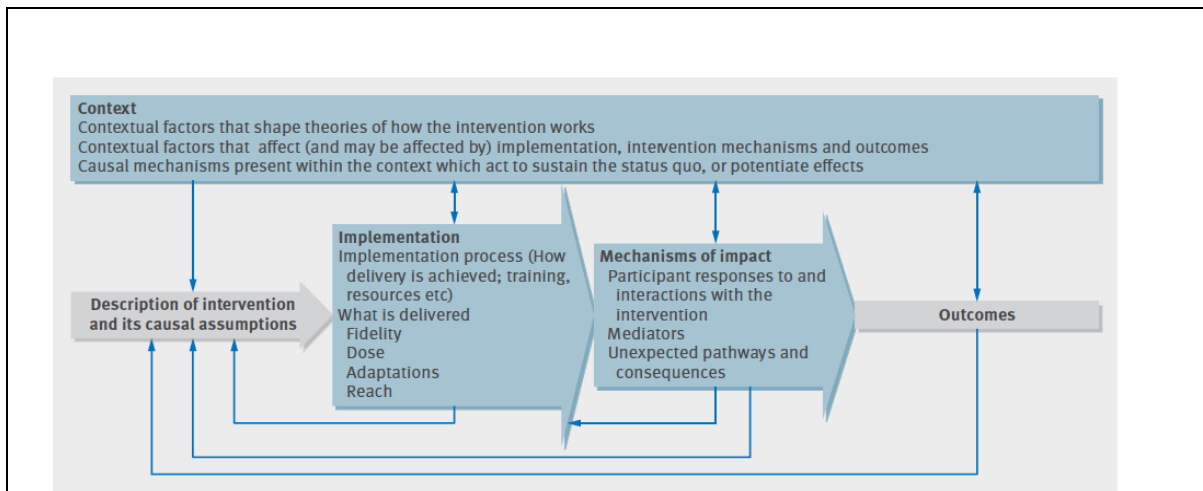 Context
Contextual factors that shape theories of how the intervention works
Contextual factors that affect (and may be affected by) implementation, intevention mechanisms and outcomes
Causal mechanisms present within the context which act to sustain the status quo, or potentiate effects
Description of intervention
and its causal assumptions
Implementation
Implementation process (How
delivery is achieved; training,
resources etc)
What is delivered
Fidelity
Dose
Adaptations
Reach
Mechanisms of impact
Participant responses to and
interactions with the
intervention
Mediators
Unexpected pathways and
consequences
Outcomes